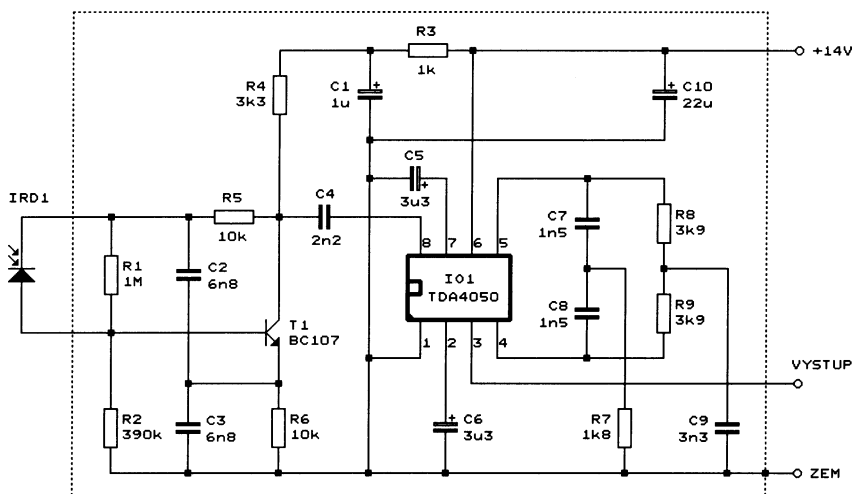 R3
1k
+14V
R4
3k3
C1
+
1u
+
C10
22u
C5
+
3u3
IRD1
R5
10k
C4
2n2
C7
1n5
R8
3k9
8 7 6 5
R1
1M
C2
6n8
IO1
TDA4050
C8
1n5
R9
3k9
T1
BC107
1 2 3 4
VYSTUP
R2
390k
C3
6n8
R6
10k
+
C6
3u3
R7
1k8
C9
3n3
ZEM